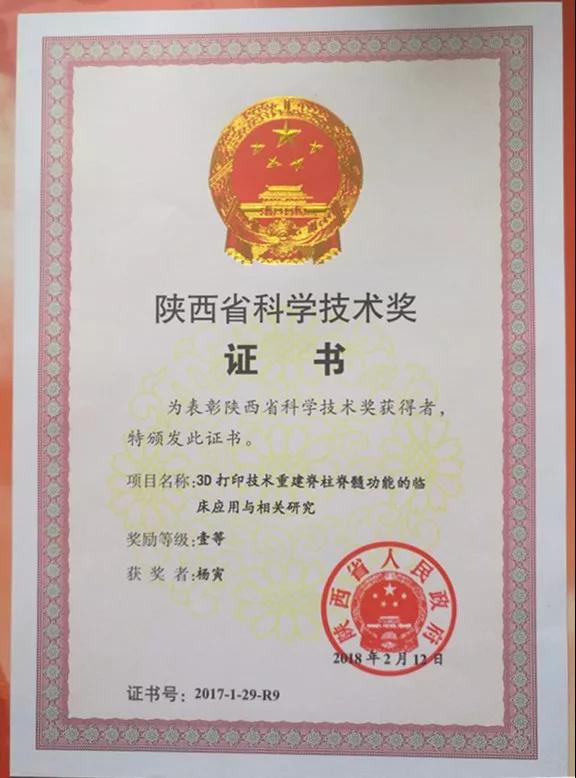 陕西省科学技术奖
证书
为表彰陕西省科学技术奖获得者，
特颁发此证书。
项目名称:3D打印技术重建脊柱脊髓功能的临
床应用与相关研究
奖励等级:壹等
获奖者:杨寅
陕西省人民政府
2018年2月12日
证书号：2017-1-29-R9